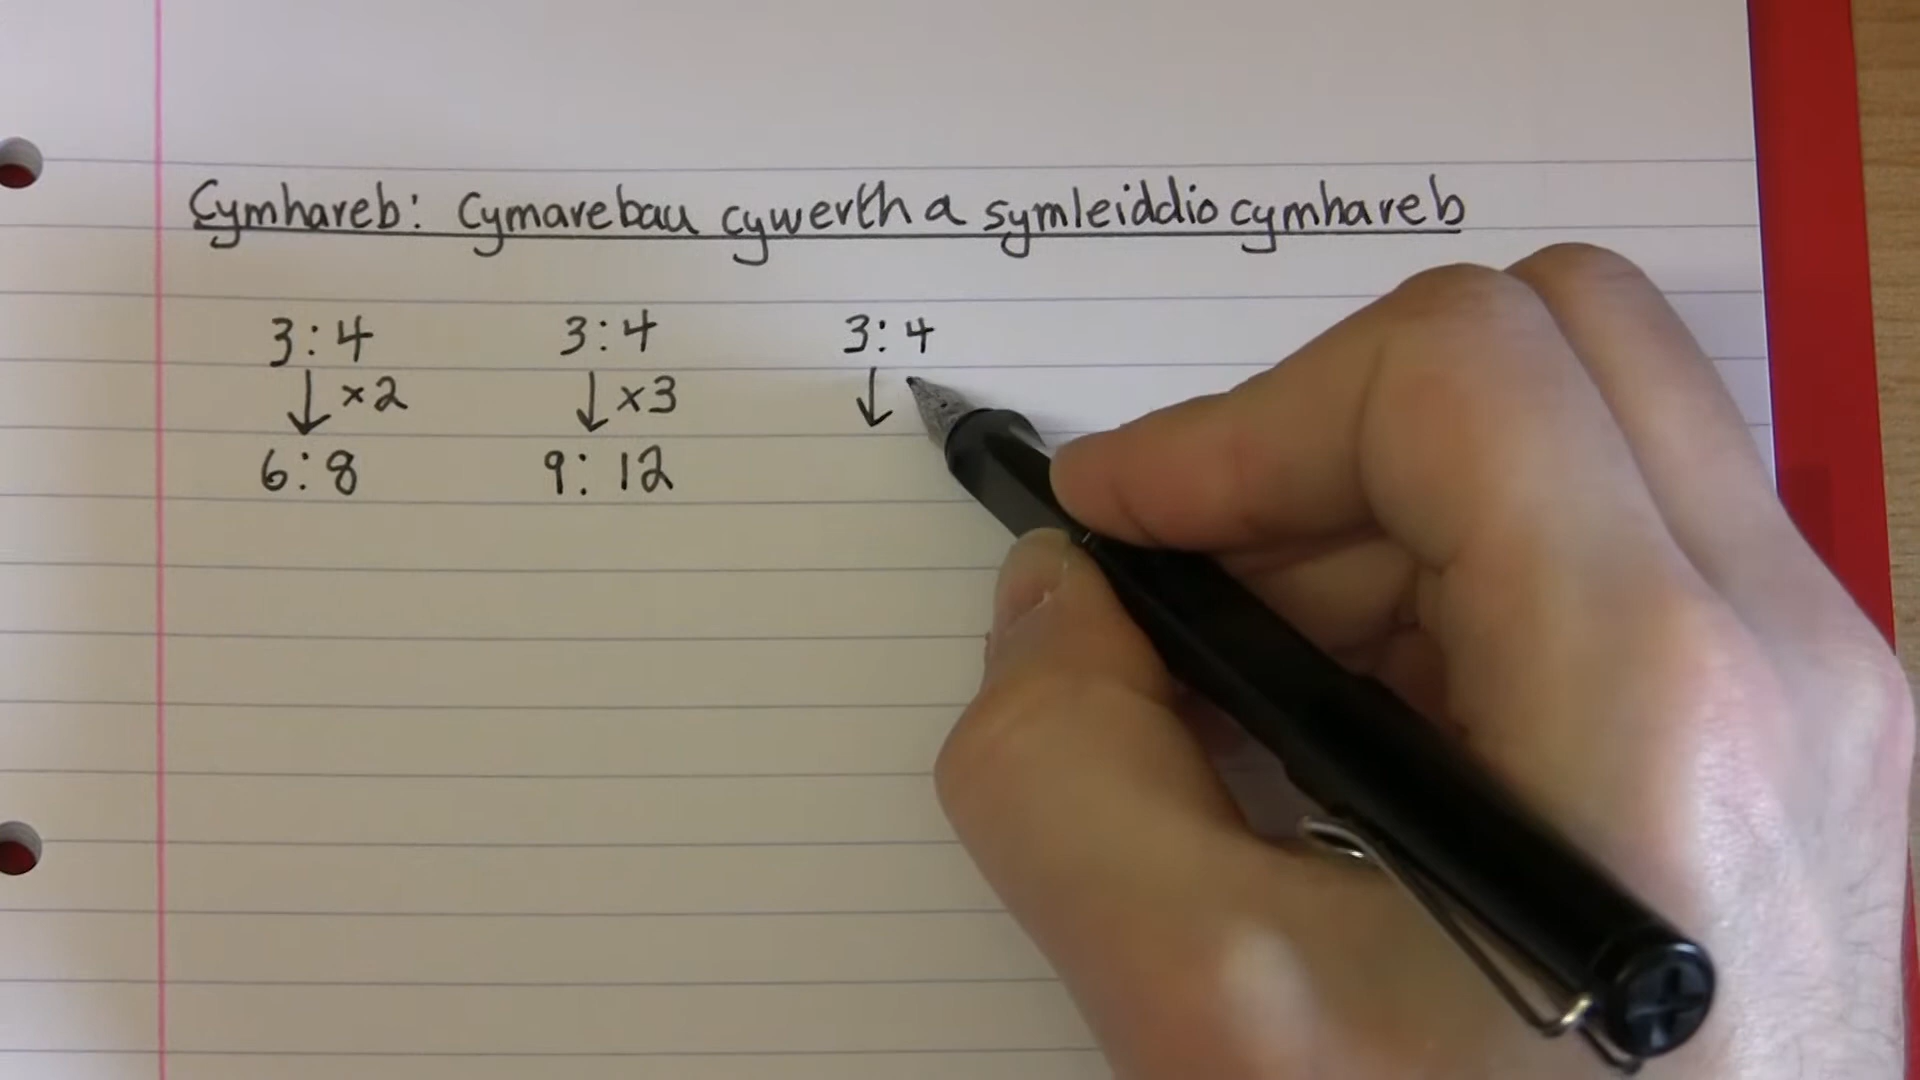 Cymhareb: Cymarebau cywerth a symleiddio cymhareb
3:4 3:4 3:4
↓ ×2 ↓ ×3 ↓
6:8 9:12